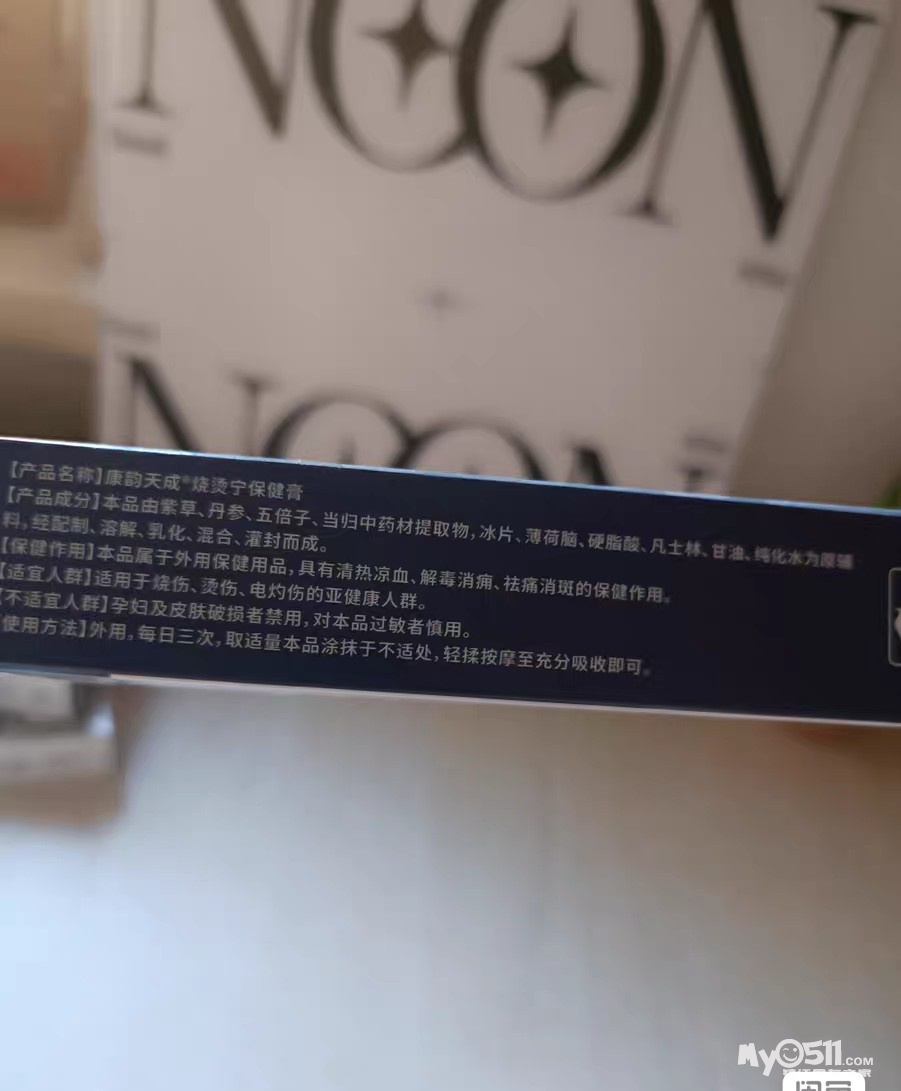 NOON
NOON
【产品名称】康韵天成®烧烫宁保健膏
【产品成分】本品由紫草、丹参、五倍子、当归中药材提取物,冰片、薄荷脑、硬脂酸、凡士林、甘油、纯化水为原辅
料,经配制、溶解、乳化、混合、灌封而成。
【保健作用】本品属于外用保健用品,具有清热凉血、解毒消痈、祛痛消斑的保健作用。
【适宜人群】适用于烧伤、烫伤、电灼伤的亚健康人群。
【不适宜人群】孕妇及皮肤破损者禁用,对本品过敏者慎用。
【使用方法】外用,每日三次,取适量本品涂抹于不适处,轻揉按摩至充分吸收即可。
MyO511.COM